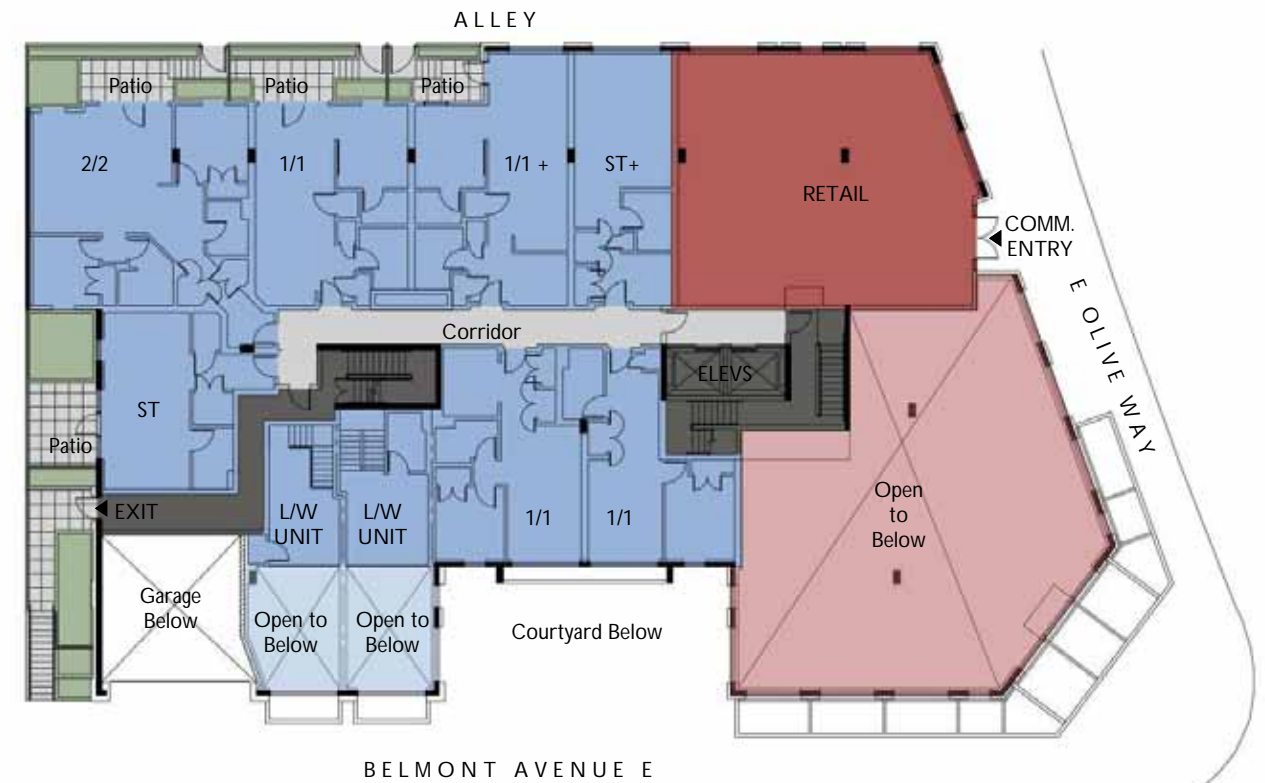 ALLEY
Patio
Patio
Patio
2/2
1/1
1/1 +
ST+
RETAIL
COMM.
ENTRY
E OLIVE WAY
Corridor
ELEVS
ST
Patio
EXIT
L/W
UNIT
L/W
UNIT
1/1
1/1
Open
to
Below
Garage
Below
Open to
Below
Open to
Below
Courtyard Below
BELMONT AVENUE E